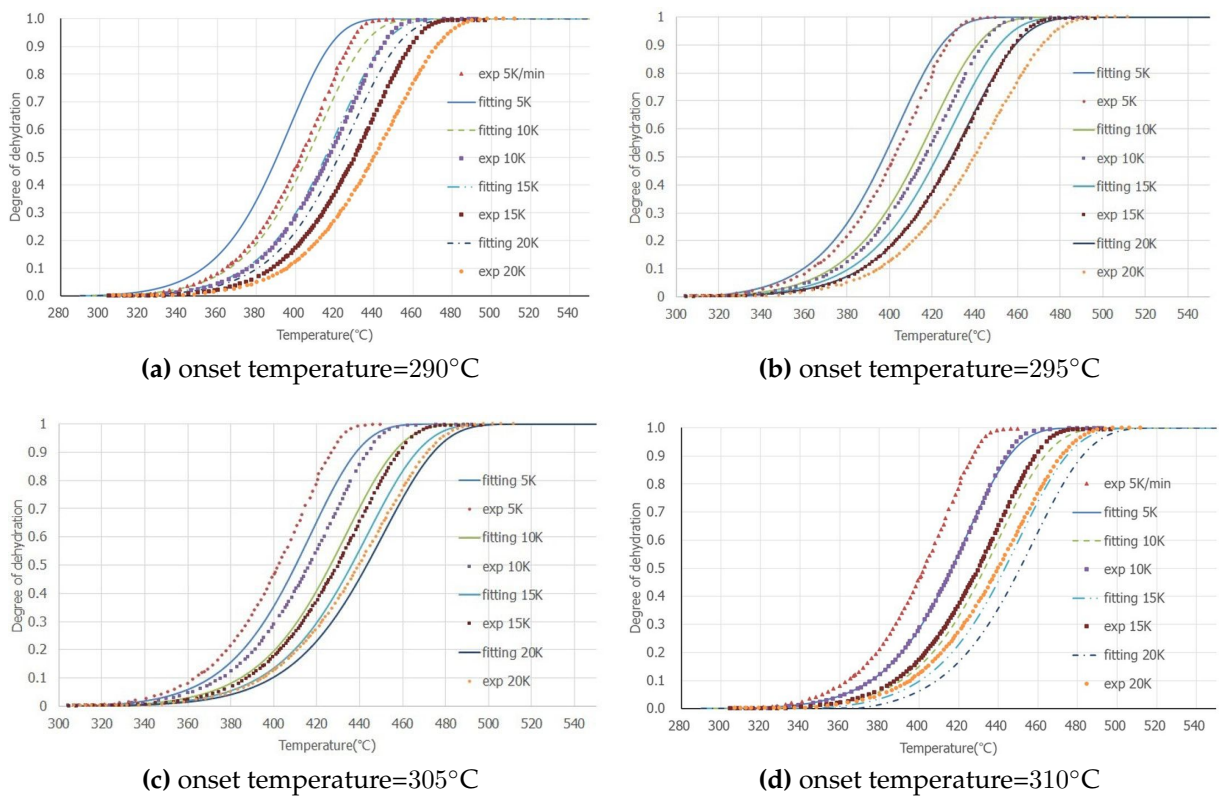 Degree of dehydration
1.0
0.9
0.8
0.7
0.6
0.5
0.4
0.3
0.2
0.1
0.0
280 300 320 340 360 380 400 420 440 460 480 500 520 540
Temperature(℃)
exp 5K/min
fitting 5K
fitting 10K
exp 10K
fitting 15K
exp 15K
fitting 20K
exp 20K
(a) onset temperature=290°C
Degree of dehydration
1
0.9
0.8
0.7
0.6
0.5
0.4
0.3
0.2
0.1
0
300 320 340 360 380 400 420 440 460 480 500 520 540
Temperature(℃)
fitting 5K
exp 5K
fitting 10K
exp 10K
fitting 15K
exp 15K
fitting 20K
exp 20K
(b) onset temperature=295°C
Degree of dehydration
1
0.9
0.8
0.7
0.6
0.5
0.4
0.3
0.2
0.1
0
300 320 340 360 380 400 420 440 460 480 500 520 540
Temperature(℃)
fitting 5K
exp 5K
fitting 10K
exp 10K
fitting 15K
exp 15K
fitting 20K
exp 20K
(c) onset temperature=305°C
Degree of dehydration
1.0
0.9
0.8
0.7
0.6
0.5
0.4
0.3
0.2
0.1
0.0
280 300 320 340 360 380 400 420 440 460 480 500 520 540
Temperature(℃)
exp 5K/min
fitting 5K
fitting 10K
exp 10K
fitting 15K
exp 15K
fitting 20K
exp 20K
(d) onset temperature=310°C